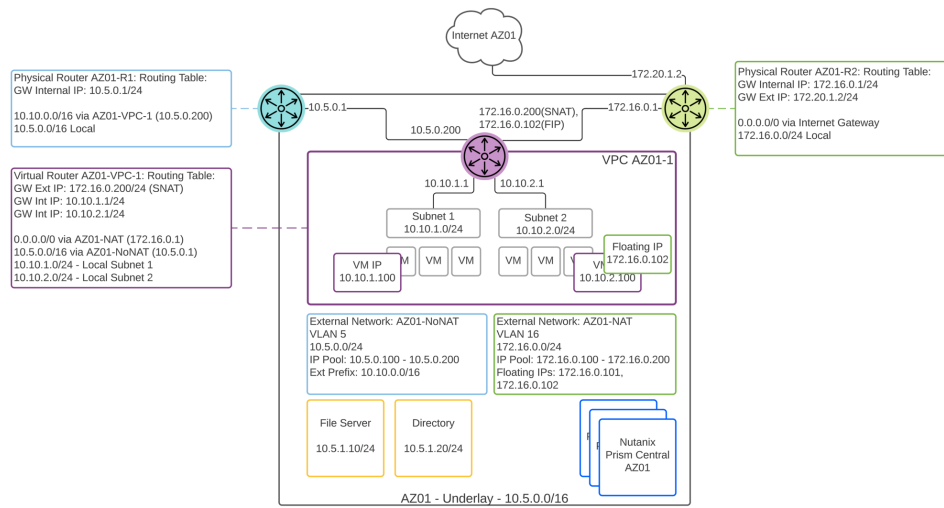 Internet AZ01
172.20.1.2
Physical Router AZ01-R1: Routing Table:
GW Internal IP: 10.5.0.1/24
10.10.0.0/16 via AZ01-VPC-1 (10.5.0.200)
10.5.0.0/16 Local
10.5.0.1
10.5.0.200
172.16.0.200(SNAT),
172.16.0.102(FIP)
172.16.0.1
Physical Router AZ01-R2: Routing Table:
GW Internal IP: 172.16.0.1/24
GW Ext IP: 172.20.1.2/24
0.0.0.0/0 via Internet Gateway
172.16.0.0/24 Local
Virtual Router AZ01-VPC-1: Routing Table:
GW Ext IP: 172.16.0.200/24 (SNAT)
GW Int IP: 10.10.1.1/24
GW Int IP: 10.10.2.1/24
0.0.0.0/0 via AZ01-NAT (172.16.0.1)
10.5.0.0/16 via AZ01-NoNAT (10.5.0.1)
10.10.1.0/24 - Local Subnet 1
10.10.2.0/24 - Local Subnet 2
VPC AZ01-1
10.10.1.1
10.10.2.1
Subnet 1
10.10.1.0/24
Subnet 2
10.10.2.0/24
VM
VM
VM IP
10.10.1.100
VM
VM
10.10.2.100
Floating IP
172.16.0.102
External Network: AZ01-NoNAT
VLAN 5
10.5.0.0/24
IP Pool: 10.5.0.100 - 10.5.0.200
Ext Prefix: 10.10.0.0/16
External Network: AZ01-NAT
VLAN 16
172.16.0.0/24
IP Pool: 172.16.0.100 - 172.16.0.200
Floating IPs: 172.16.0.101,
172.16.0.102
File Server
10.5.1.10/24
Directory
10.5.1.20/24
Nutanix
Prism Central
AZ01
AZ01 - Underlay - 10.5.0.0/16